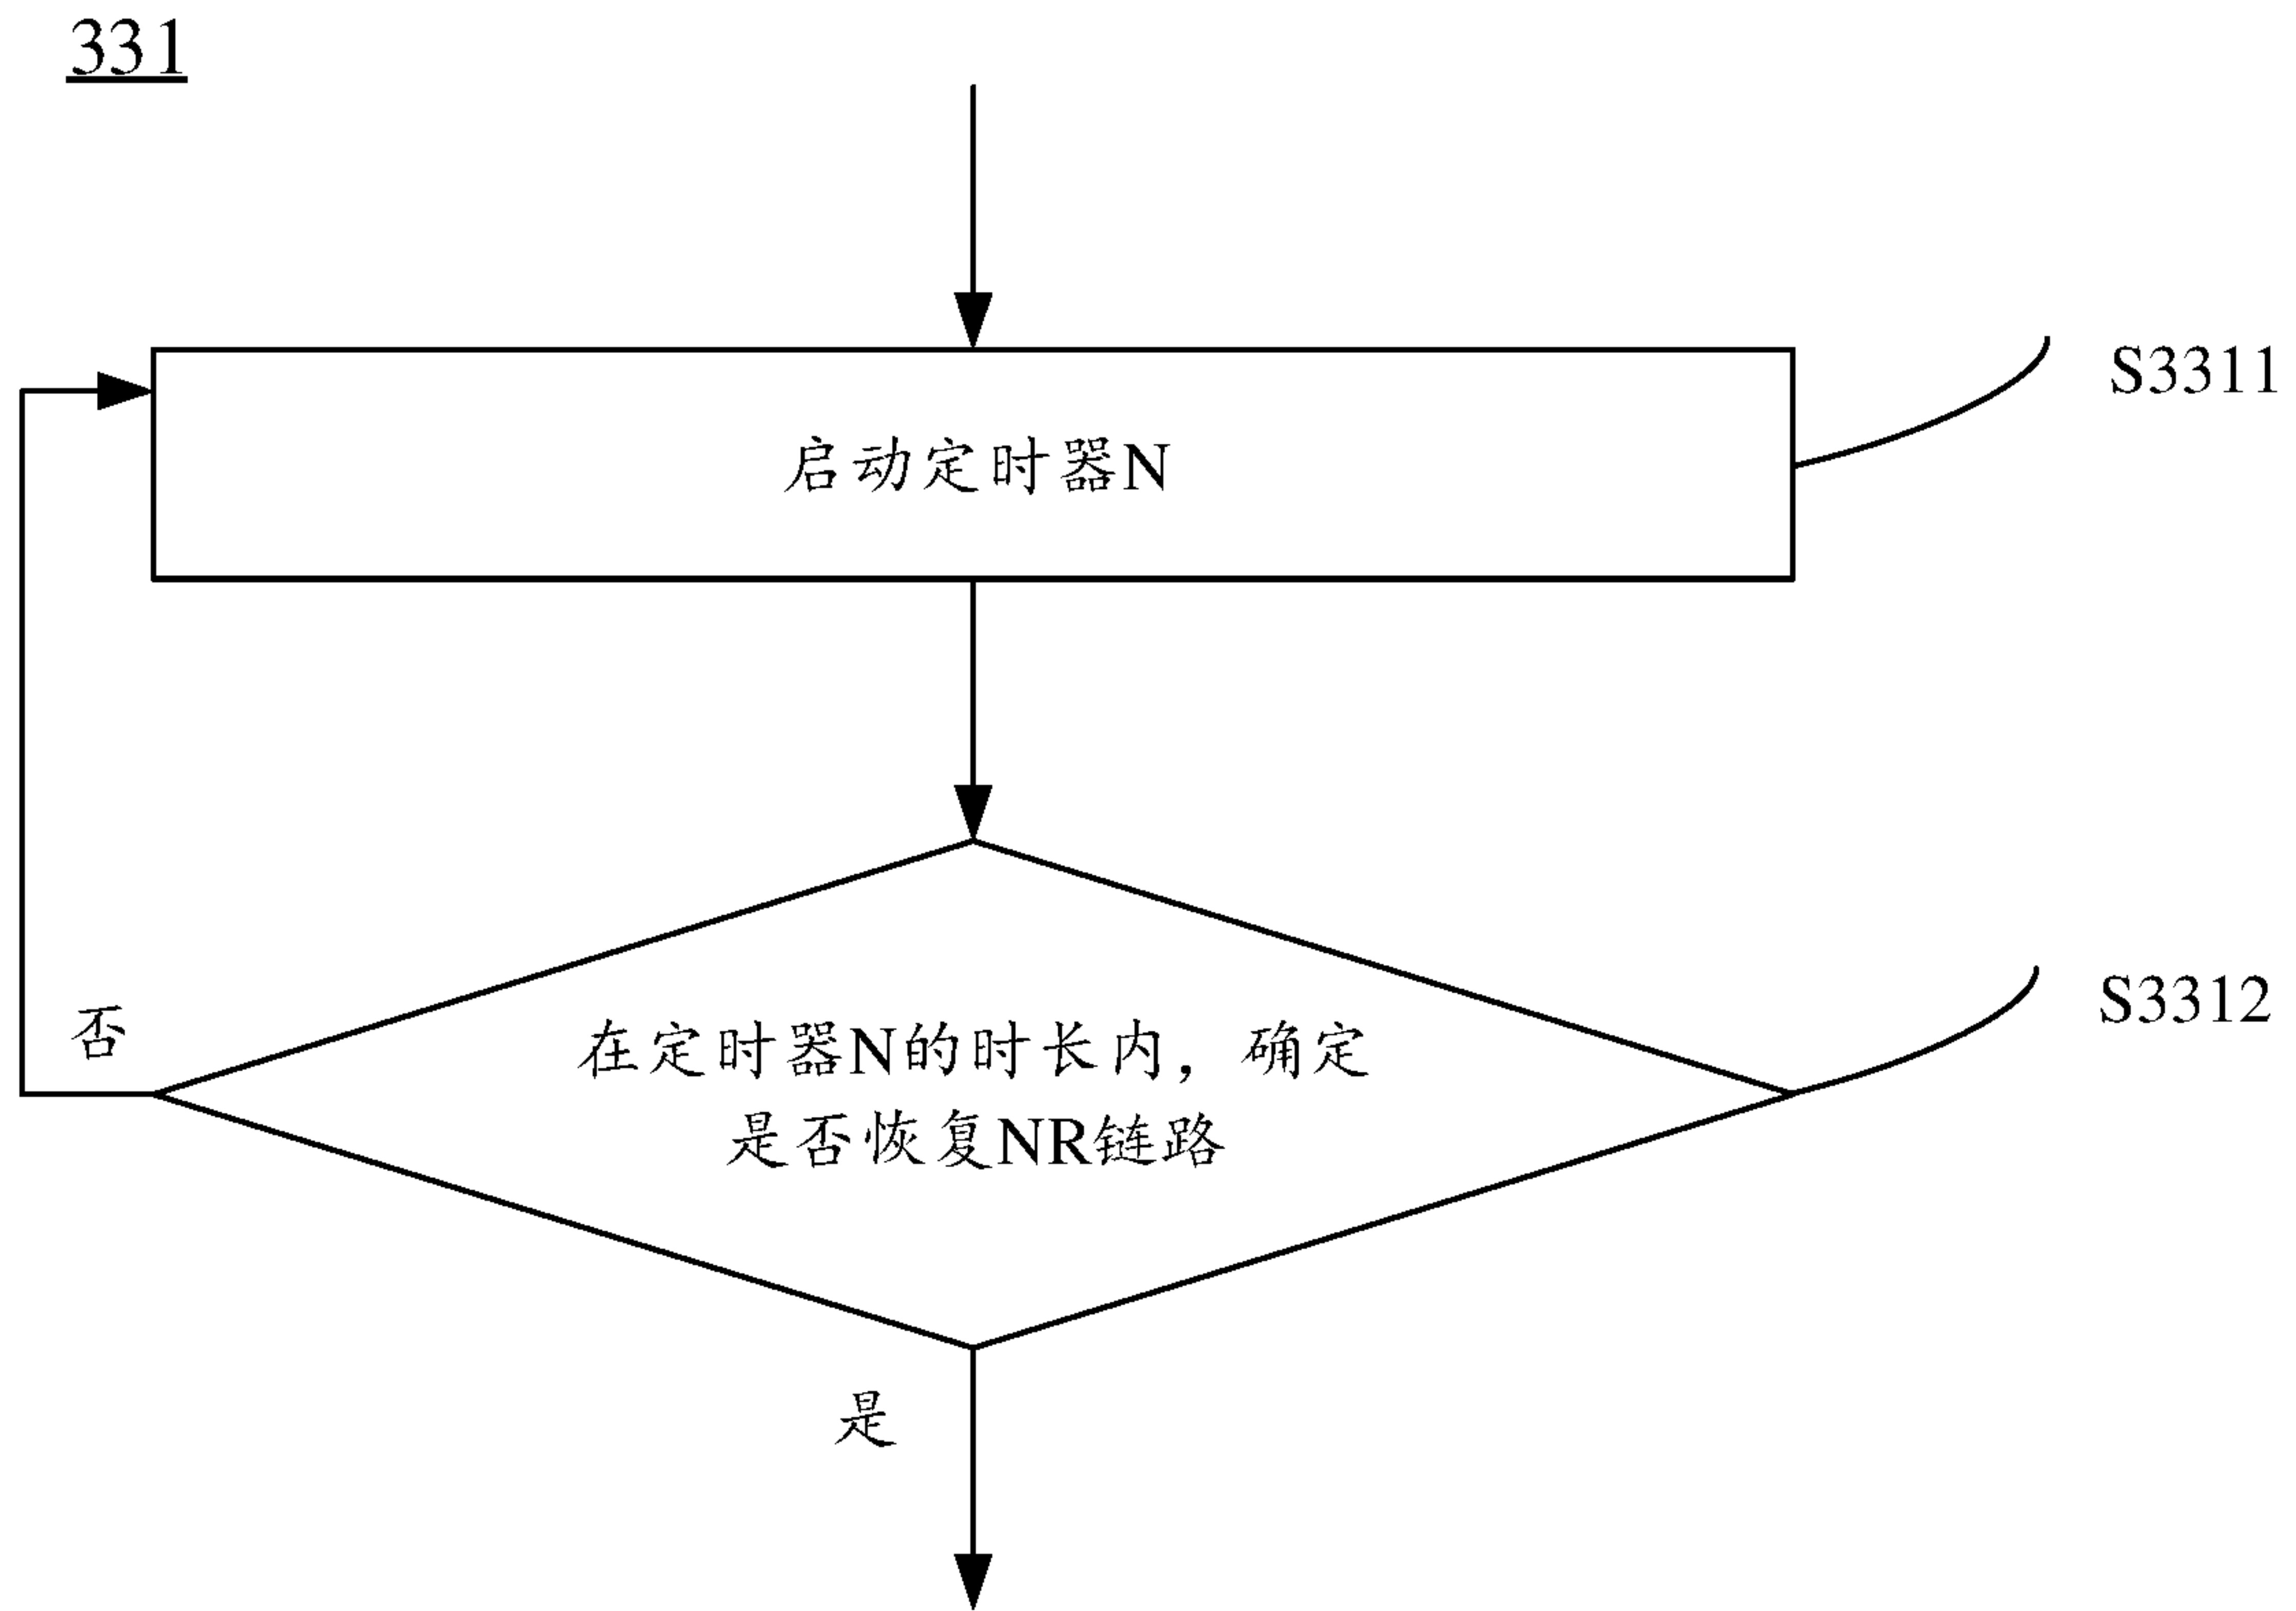 331
S3311
启动定时器N
否
S3312
在定时器N的时长内，确定
是否恢复NR链路
是